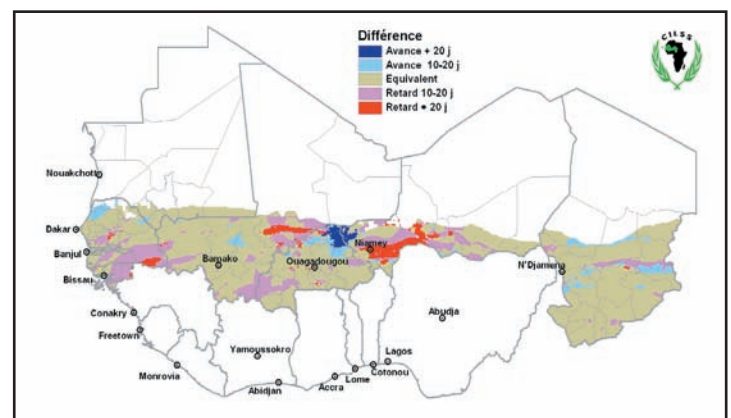 Différence
Avance + 20 j
Avance 10-20 j
Equivalent
Retard 10-20 j
Retard + 20 j
CILSS
Nouakchott
Dakar
Banjul
Bissau
Bamako
Ouagadougou
Niamey
N'Djamena
Conakry
Freetown
Monrovia
Yamoussokro
Abidjan
Accra
Lome
Cotonou
Lagos
Abudja